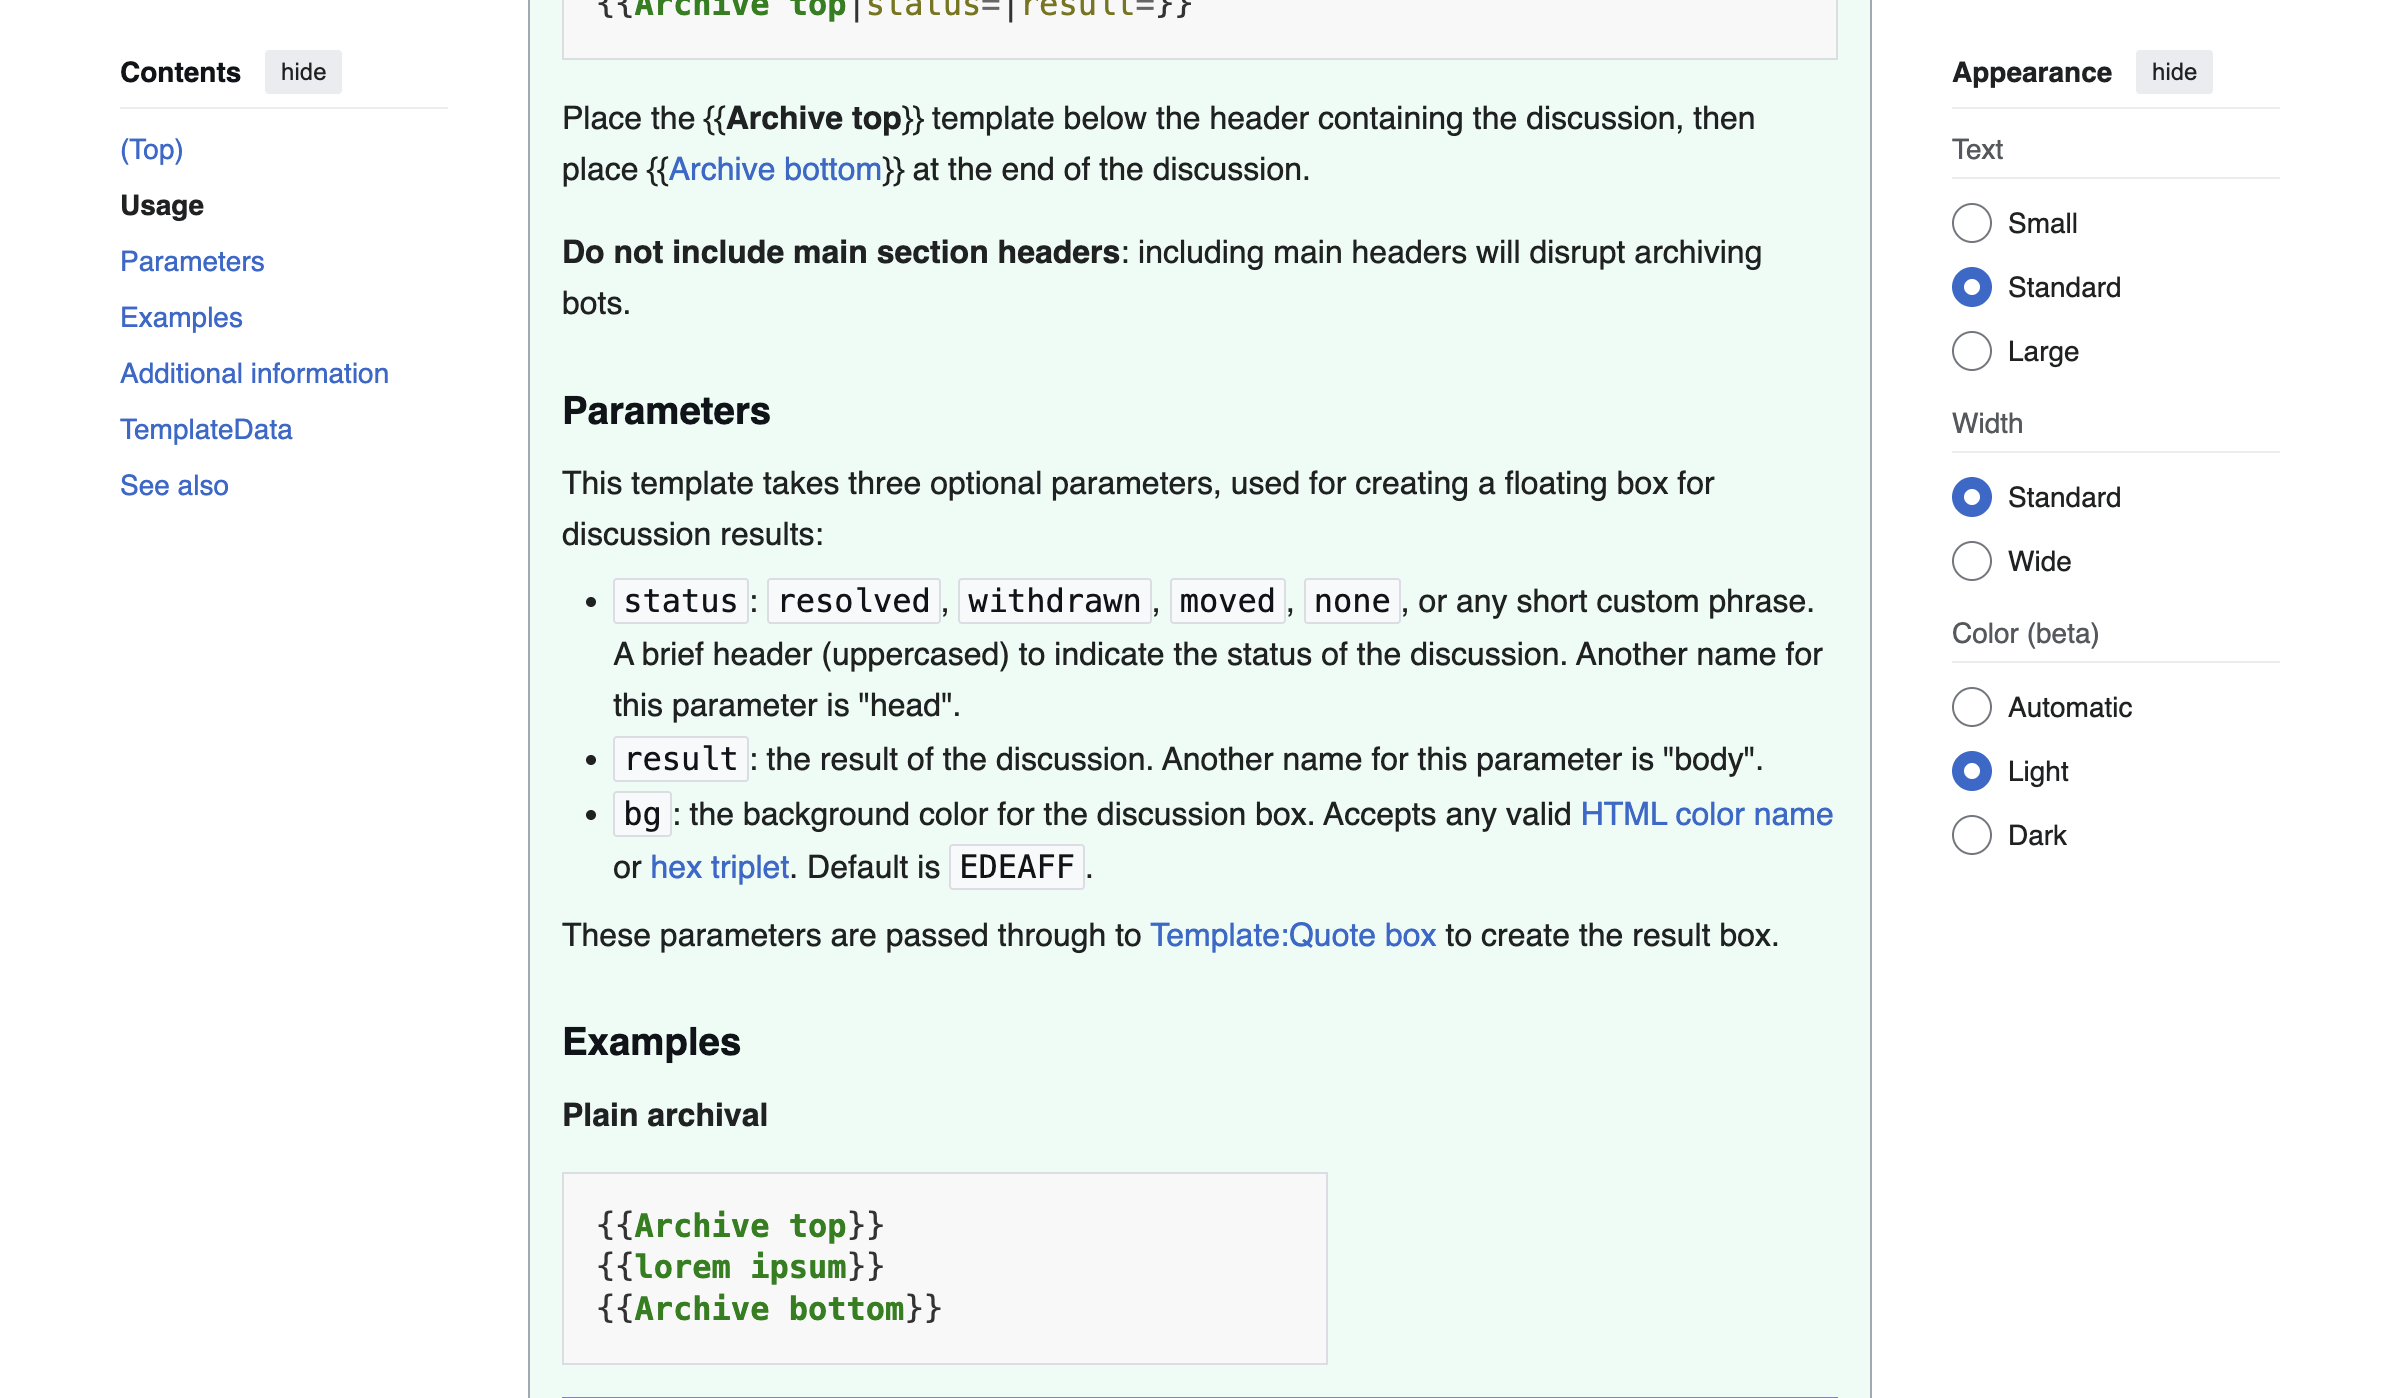 Contents hide
(Top)
Usage
Parameters
Examples
Additional information
TemplateData
See also
{{Archive top|status=|result=}}
Place the {{Archive top}} template below the header containing the discussion, then
place {{Archive bottom}} at the end of the discussion.
Do not include main section headers: including main headers will disrupt archiving
bots.
Parameters
This template takes three optional parameters, used for creating a floating box for
discussion results:
• status: resolved, withdrawn, moved, none, or any short custom phrase.
A brief header (uppercased) to indicate the status of the discussion. Another name for
this parameter is "head".
• result: the result of the discussion. Another name for this parameter is "body".
• bg: the background color for the discussion box. Accepts any valid HTML color name
or hex triplet. Default is EDEAFF.
These parameters are passed through to Template:Quote box to create the result box.
Examples
Plain archival
{{Archive top}}
{{lorem ipsum}}
{{Archive bottom}}
Appearance hide
Text
Small
Standard
Large
Width
Standard
Wide
Color (beta)
Automatic
Light
Dark